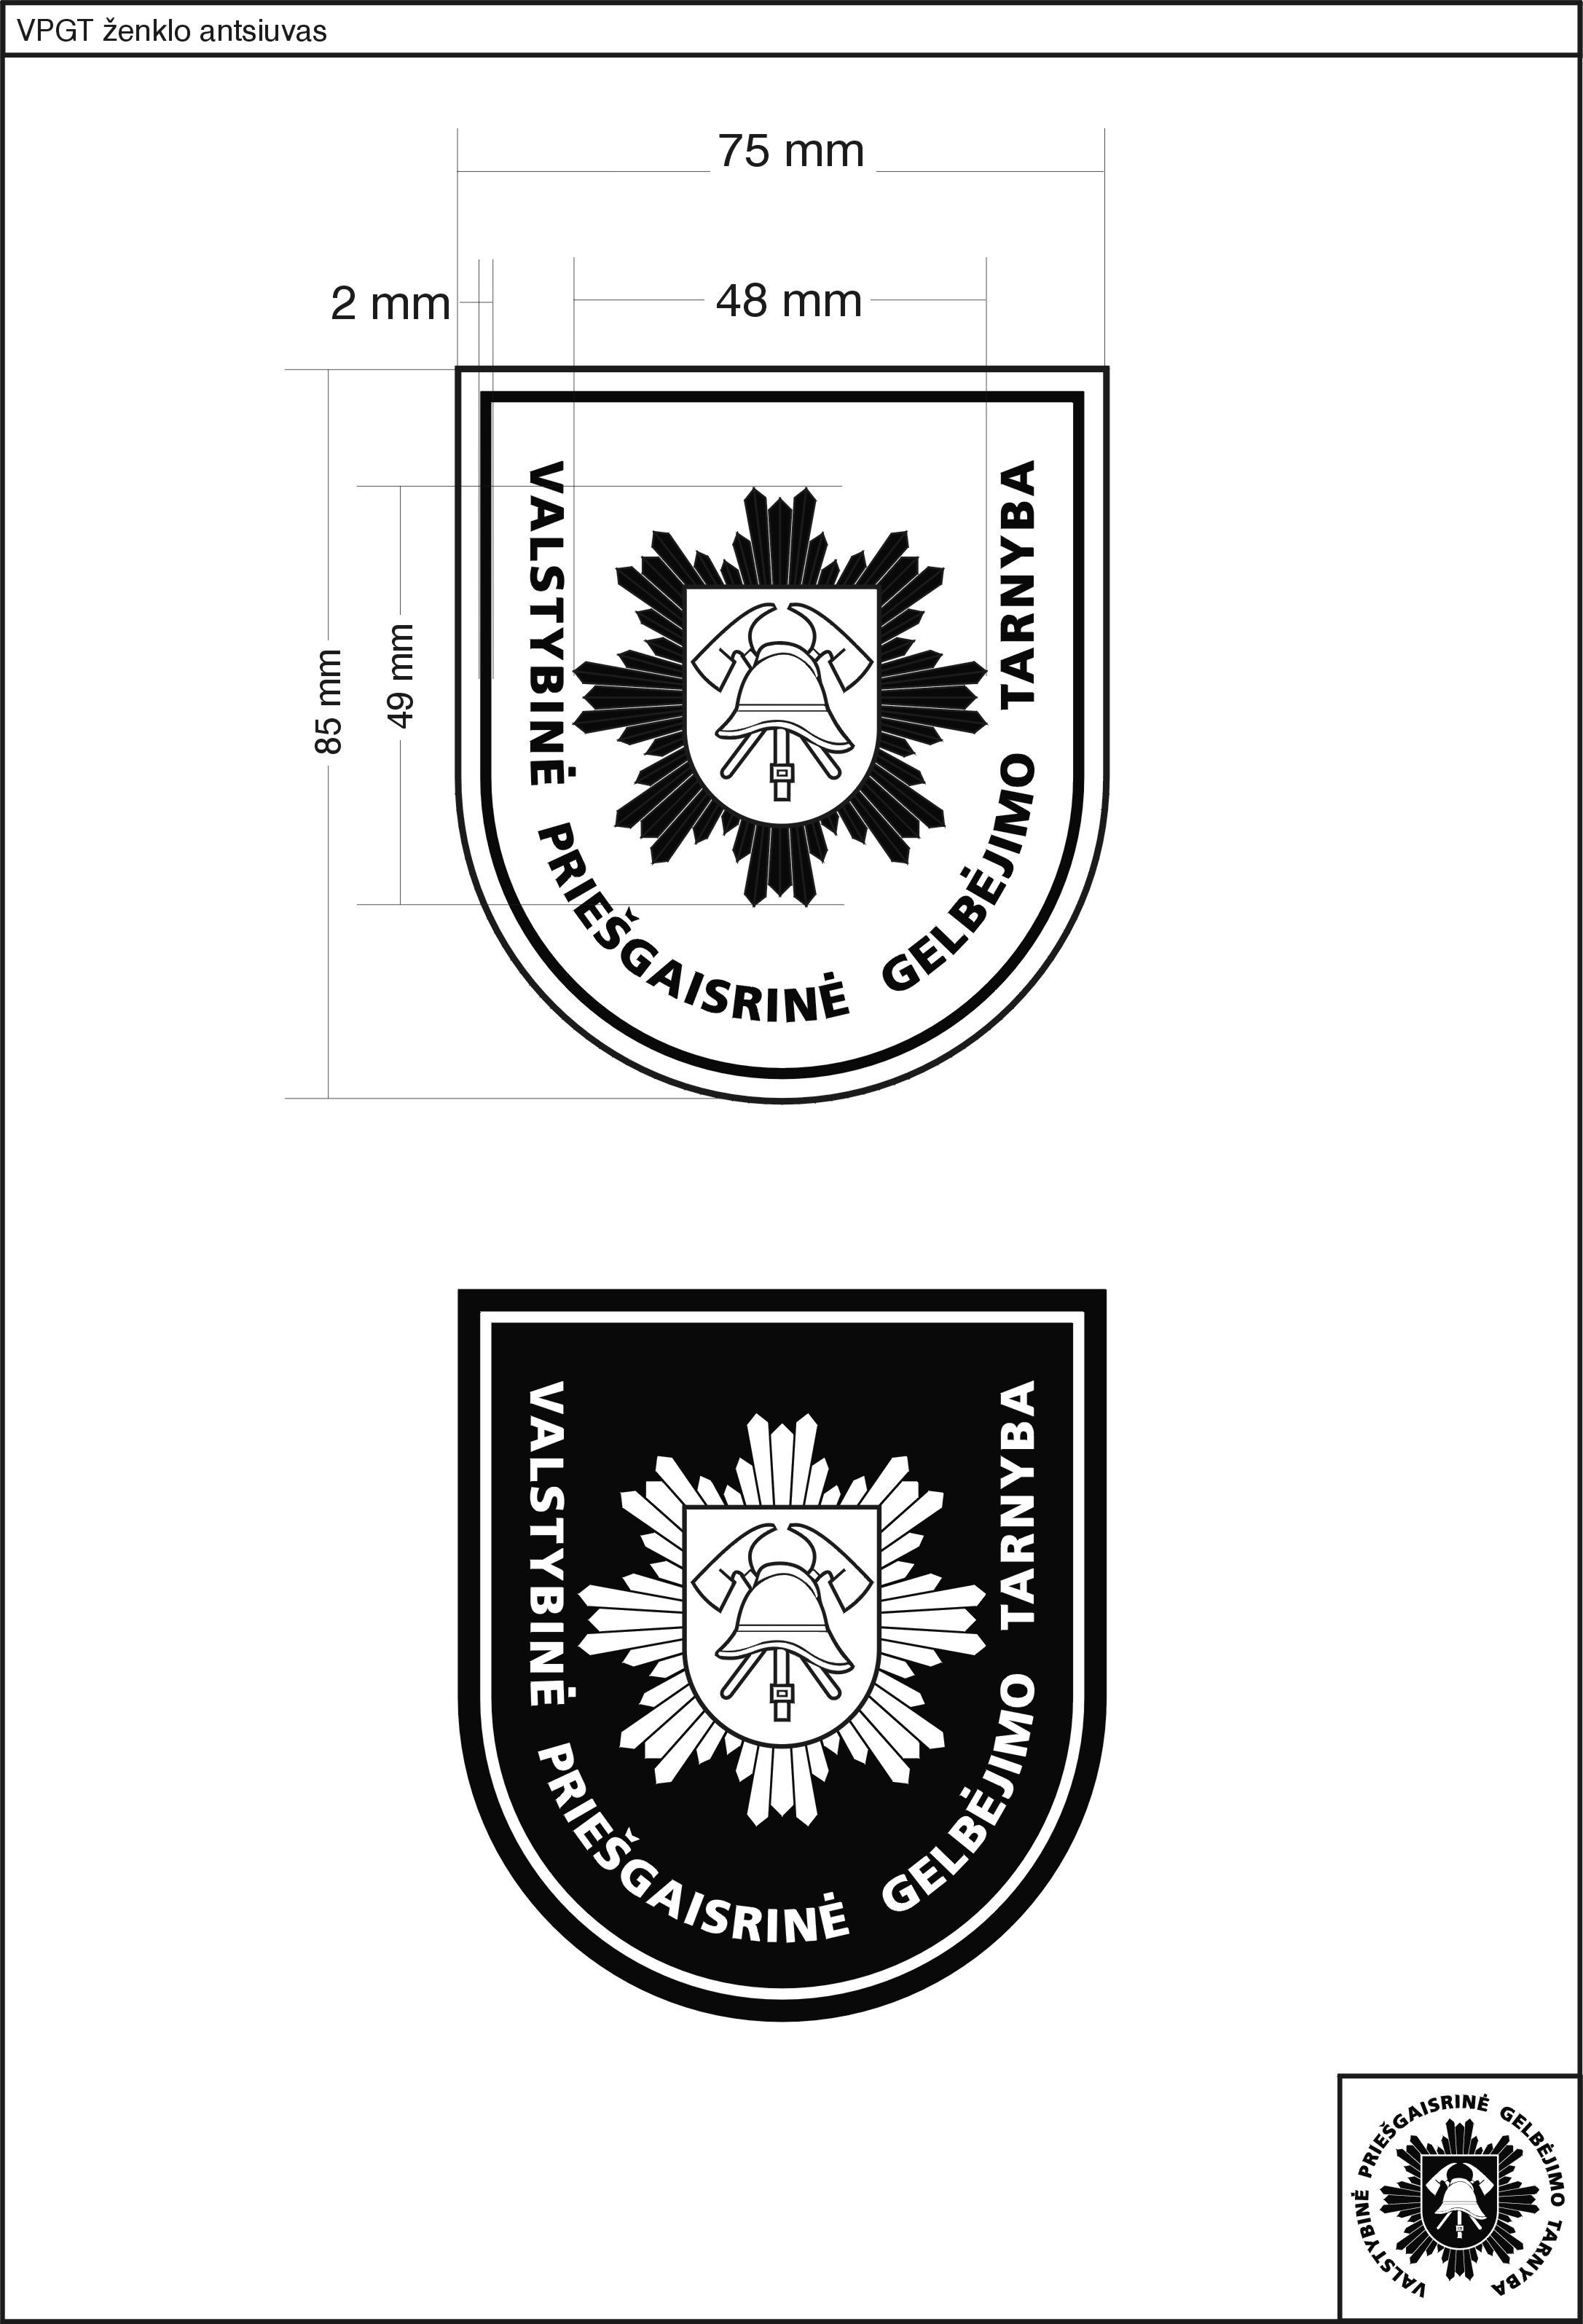 VPGT ženklo antsiuvas
75 mm
2 mm
48 mm
85 mm
49 mm
VALSTYBINĖ PRIEŠGAISRINĖ GELBĖJIMO TARNYBA
VALSTYBINĖ PRIEŠGAISRINĖ GELBĖJIMO TARNYBA
VALSTYBINĖ PRIEŠGAISRINĖ GELBĖJIMO TARNYBA